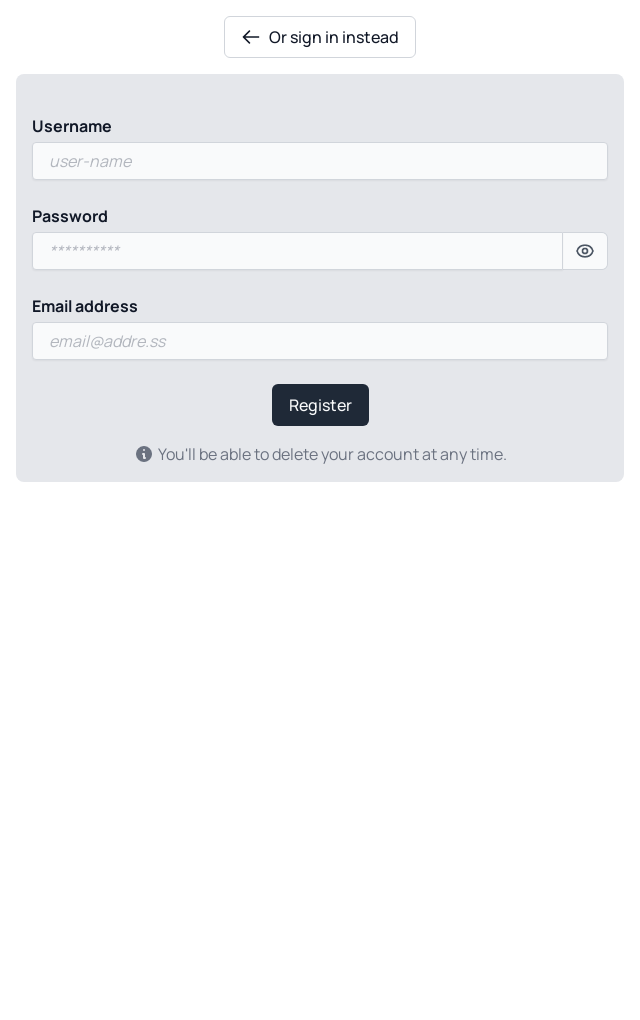 Or sign in instead
Username
user-name
Password
**********
Email address
email@addre.ss
Register
You'll be able to delete your account at any time.